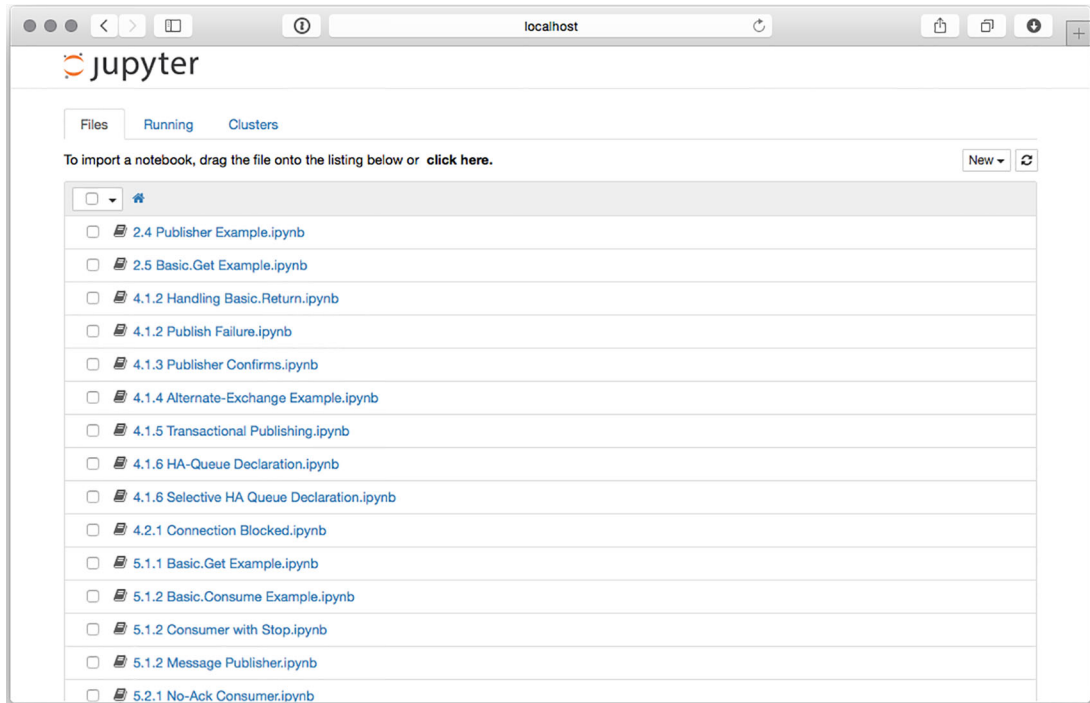 localhost
jupyter
Files Running Clusters
To import a notebook, drag the file onto the listing below or click here.
New
2.4 Publisher Example.ipynb
2.5 Basic.Get Example.ipynb
4.1.2 Handling Basic.Return.ipynb
4.1.2 Publish Failure.ipynb
4.1.3 Publisher Confirms.ipynb
4.1.4 Alternate-Exchange Example.ipynb
4.1.5 Transactional Publishing.ipynb
4.1.6 HA-Queue Declaration.ipynb
4.1.6 Selective HA Queue Declaration.ipynb
4.2.1 Connection Blocked.ipynb
5.1.1 Basic.Get Example.ipynb
5.1.2 Basic.Consume Example.ipynb
5.1.2 Consumer with Stop.ipynb
5.1.2 Message Publisher.ipynb
5.2.1 No-Ack Consumer.ipynb